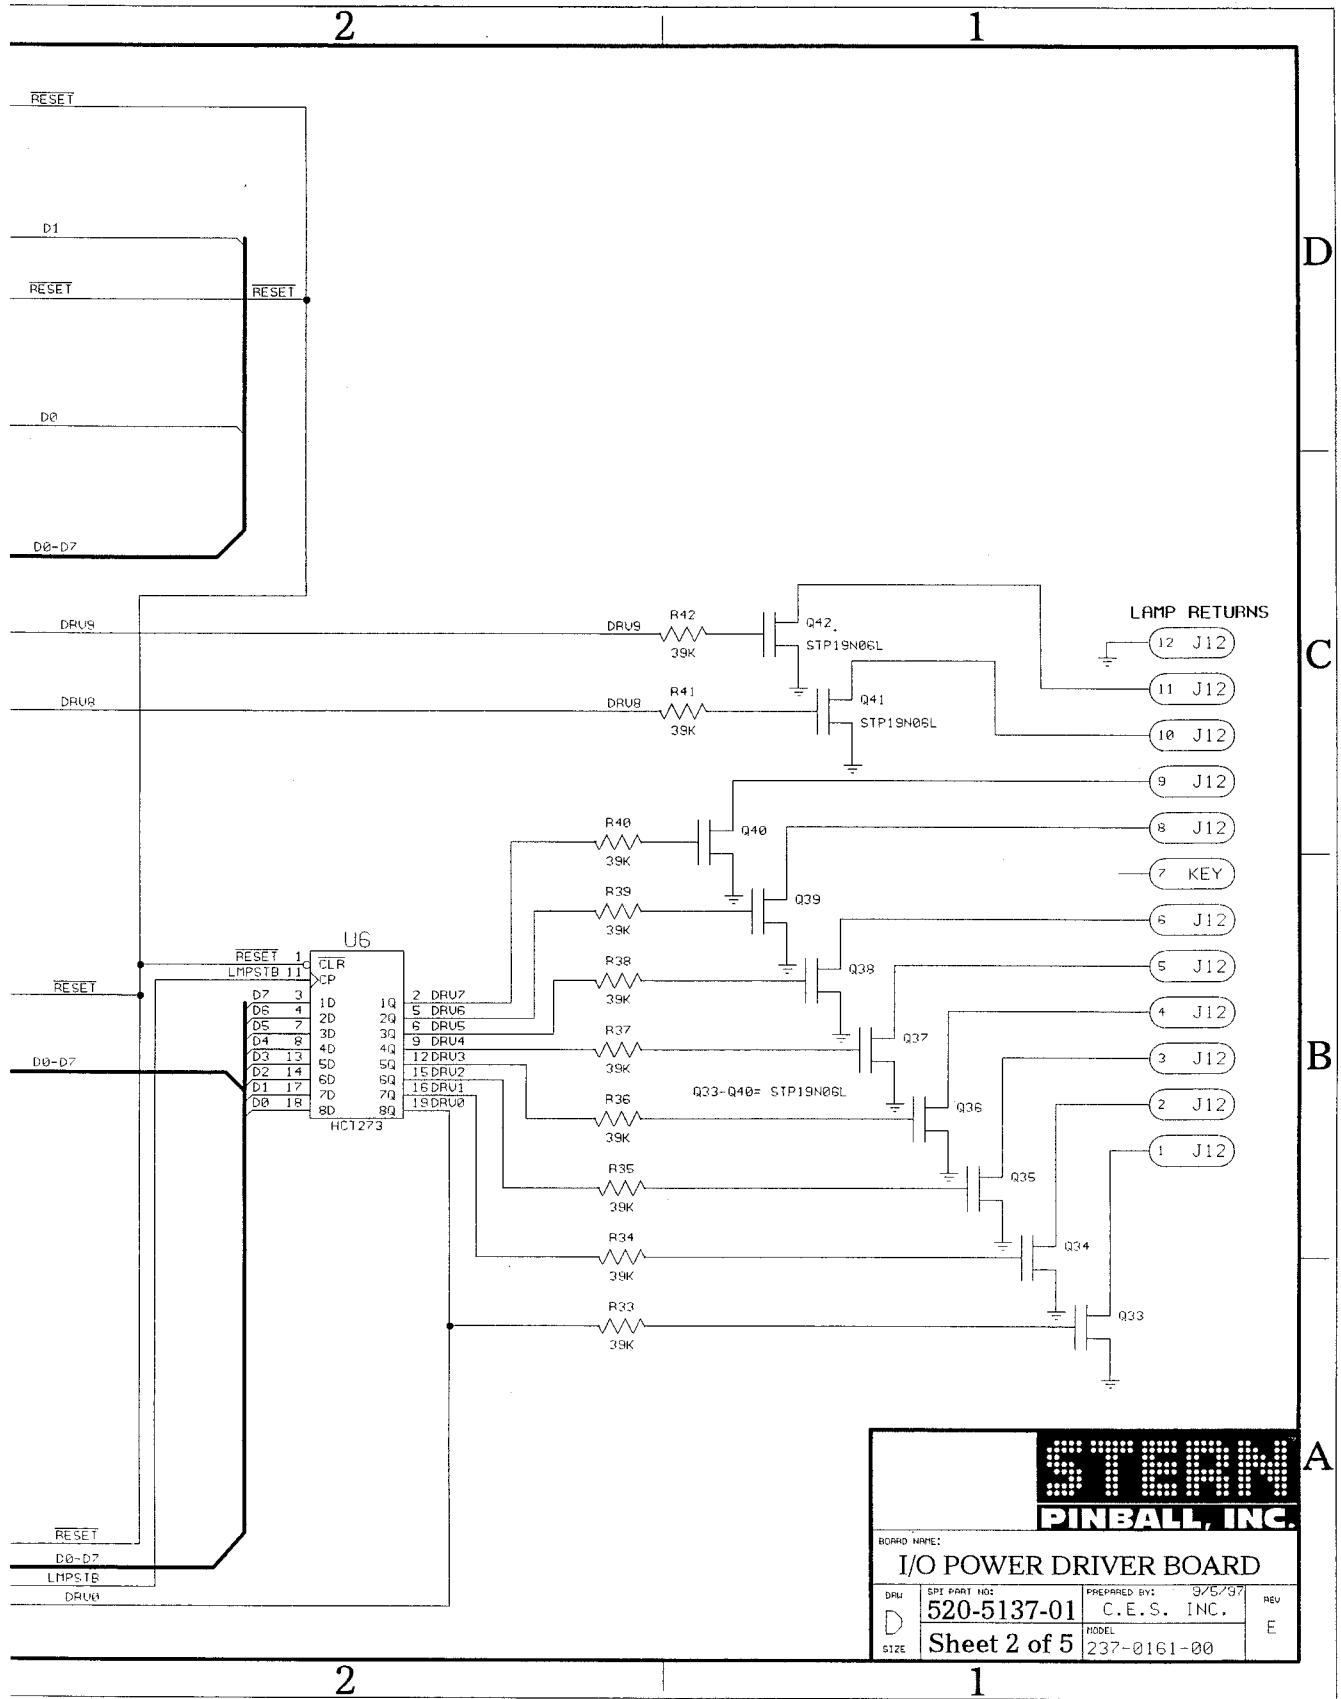 2 1
RESET
D1
D
RESET RESET
D0
D0-D7
LAMP RETURNS
DRV9 DRV9 R42 39K Q42 STP19N06L
12 J12
C
11 J12
DRV8 DRV8 R41 39K Q41 STP19N06L
10 J12
9 J12
R40 39K Q40
8 J12
7 KEY
R39 39K Q39
6 J12
U6
RESET 1 CLR
LMPSTB 11 CP
R38 39K Q38
5 J12
RESET
D7 3 1D 1Q 2 DRV7
D6 4 2D 2Q 5 DRV6
D5 7 3D 3Q 6 DRV5
D4 8 4D 4Q 9 DRV4
D3 13 5D 5Q 12 DRV3
D2 14 6D 6Q 15 DRV2
D1 17 7D 7Q 16 DRV1
D0 18 8D 8Q 19 DRV0
HCT273
4 J12
R37 39K Q37
D0-D7
3 J12
B
Q33-Q40= STP19N06L
2 J12
R36 39K Q36
1 J12
R35 39K Q35
R34 39K Q34
R33 39K Q33
A
STERN
PINBALL, INC.
RESET
D0-D7
LMPSTB
DRV0
BOARD NAME:
I/O POWER DRIVER BOARD
DRW D SIZE
SPI PART NO:
520-5137-01
PREPARED BY: 9/5/97
C.E.S. INC.
REV
E
Sheet 2 of 5
MODEL
237-0161-00
2 1